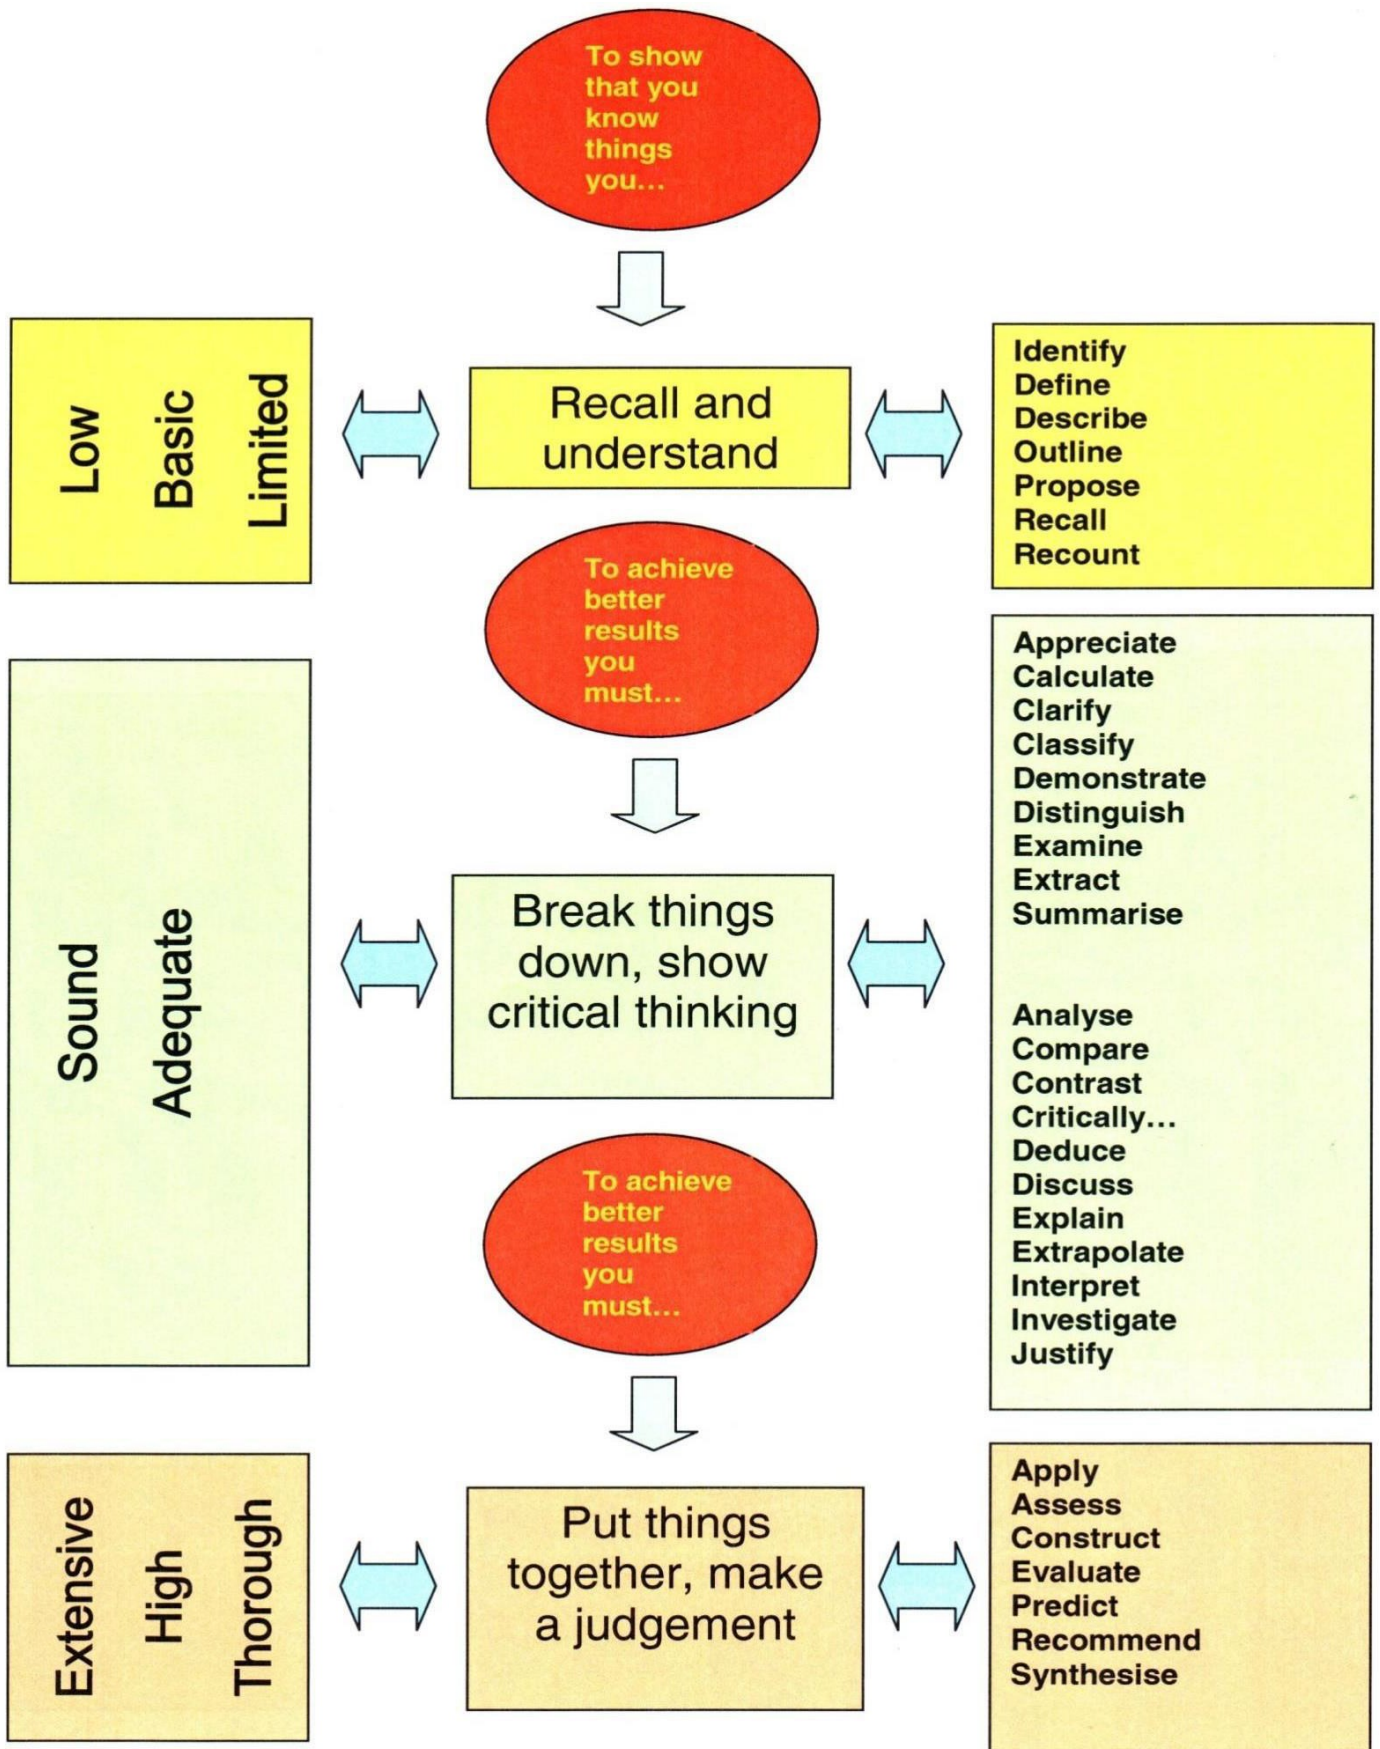 To show
that you
know
things
you...
Low
Basic
Limited
Recall and
understand
Identify
Define
Describe
Outline
Propose
Recall
Recount
To achieve
better
results
you
must...
Sound
Adequate
Break things
down, show
critical thinking
Appreciate
Calculate
Clarify
Classify
Demonstrate
Distinguish
Examine
Extract
Summarise
Analyse
Compare
Contrast
Critically...
Deduce
Discuss
Explain
Extrapolate
Interpret
Investigate
Justify
To achieve
better
results
you
must...
Extensive
High
Thorough
Put things
together, make
a judgement
Apply
Assess
Construct
Evaluate
Predict
Recommend
Synthesise